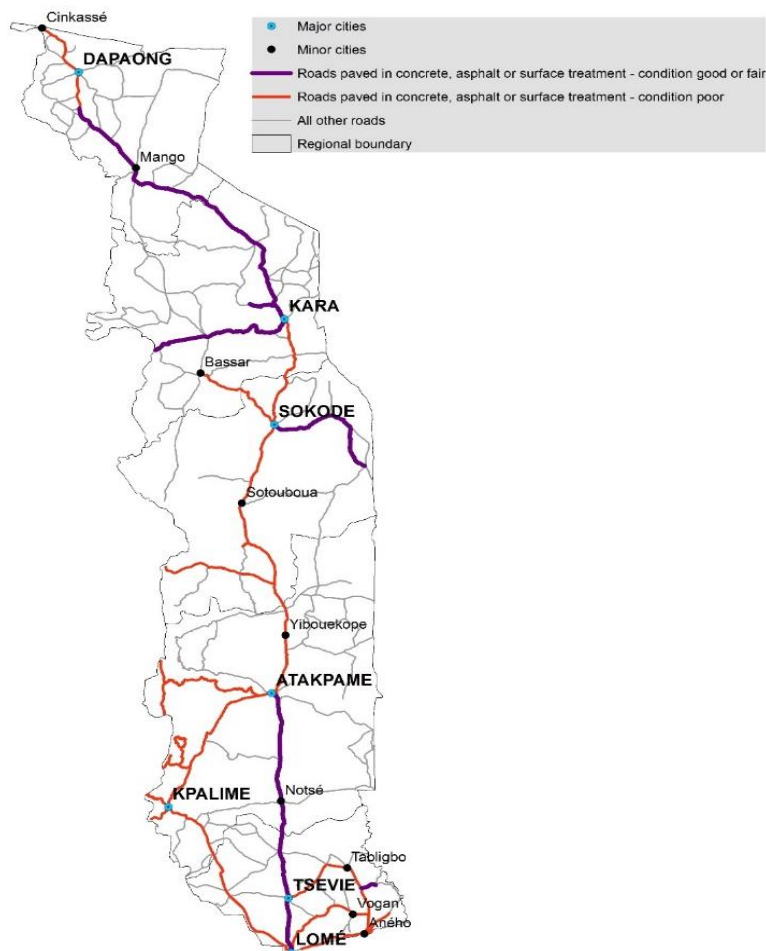 Cinkassé
DAPAONG
Major cities
Minor cities
Roads paved in concrete, asphalt or surface treatment - condition good or fair
Roads paved in concrete, asphalt or surface treatment - condition poor
All other roads
Regional boundary
Mango
KARA
Bassar
SOKODE
Sotouboua
Yibouekope
ATAKPAME
KPALIME
Notsé
Tabligbo
TSEVIE
Vogan
Aného
LOMÉ